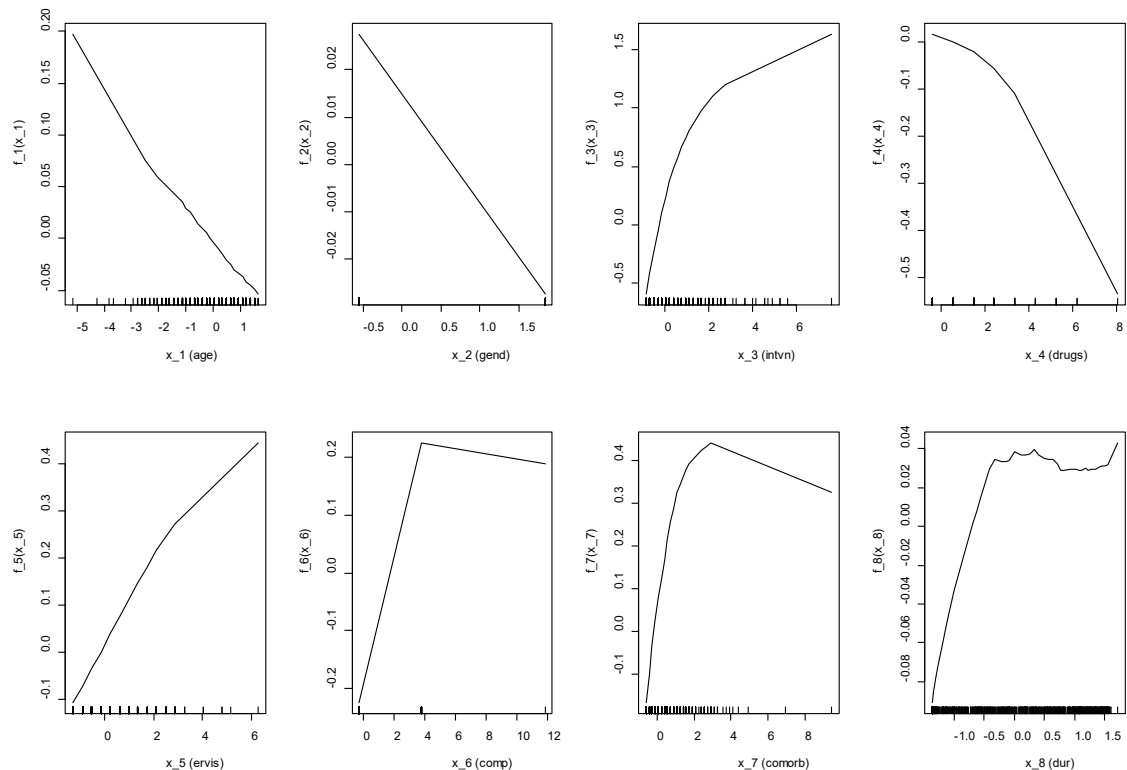 f_1(x_1)
-0.05 0.00 0.05 0.10 0.15 0.20
-5 -4 -3 -2 -1 0 1
x_1 (age)
f_2(x_2)
-0.02 -0.01 0.00 0.01 0.02
-0.5 0.0 0.5 1.0 1.5
x_2 (gend)
f_3(x_3)
-0.5 0.0 0.5 1.0 1.5
0 2 4 6
x_3 (intvn)
f_4(x_4)
-0.5 -0.4 -0.3 -0.2 -0.1 0.0
0 2 4 6 8
x_4 (drugs)
f_5(x_5)
-0.1 0.0 0.1 0.2 0.3 0.4
0 2 4 6
x_5 (ervis)
f_6(x_6)
-0.2 -0.1 0.0 0.1 0.2
0 2 4 6 8 10 12
x_6 (comp)
f_7(x_7)
-0.1 0.0 0.1 0.2 0.3 0.4
0 2 4 6 8
x_7 (comorb)
f_8(x_8)
-0.08 -0.06 -0.04 -0.02 0.00 0.02 0.04
-1.0 -0.5 0.0 0.5 1.0 1.5
x_8 (dur)